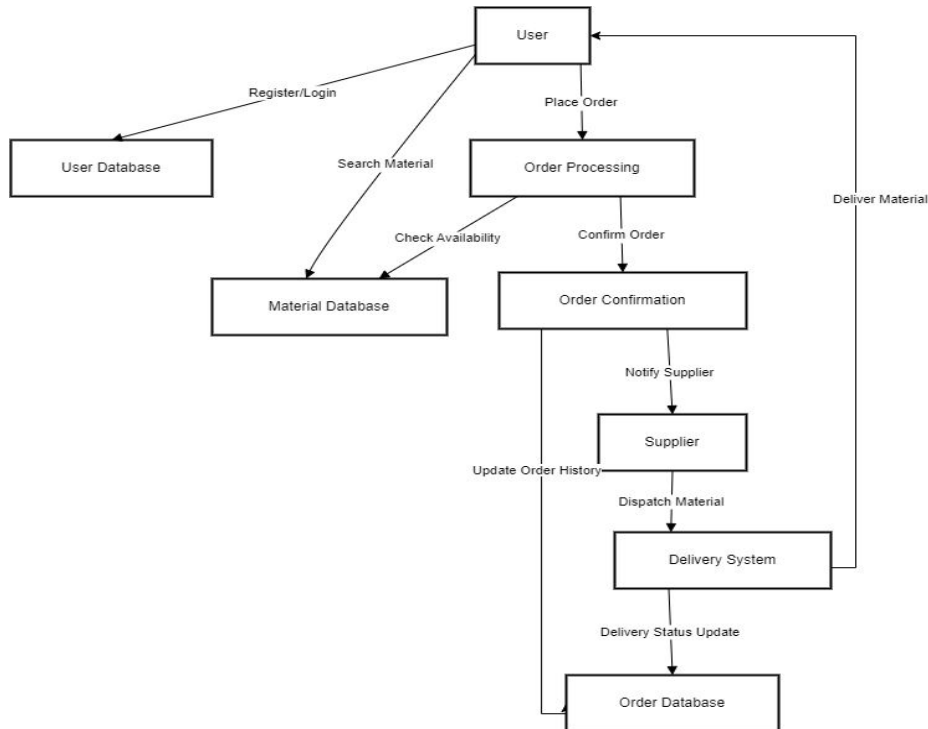 User
Register/Login
Place Order
User Database
Search Material
Order Processing
Deliver Material
Check Availability
Confirm Order
Material Database
Order Confirmation
Notify Supplier
Supplier
Update Order History
Dispatch Material
Delivery System
Delivery Status Update
Order Database